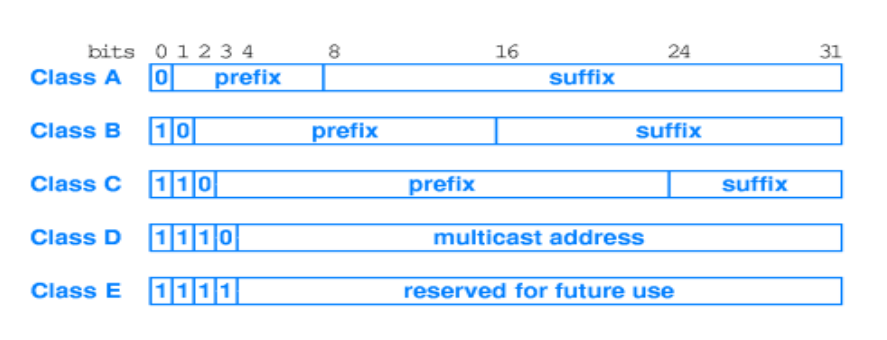 bits 0 1 2 3 4 8 16 24 31
Class A 0 prefix suffix
Class B 1 0 prefix suffix
Class C 1 1 0 prefix suffix
Class D 1 1 1 0 multicast address
Class E 1 1 1 1 reserved for future use